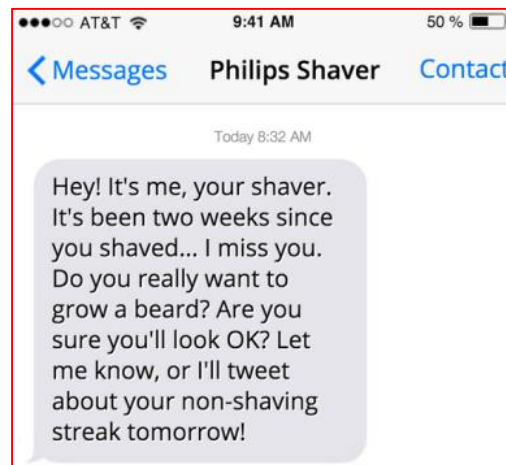 AT&T 9:41 AM 50 %
Messages Philips Shaver Contact
Today 8:32 AM
Hey! It's me, your shaver.
It's been two weeks since
you shaved... I miss you.
Do you really want to
grow a beard? Are you
sure you'll look OK? Let
me know, or I'll tweet
about your non-shaving
streak tomorrow!